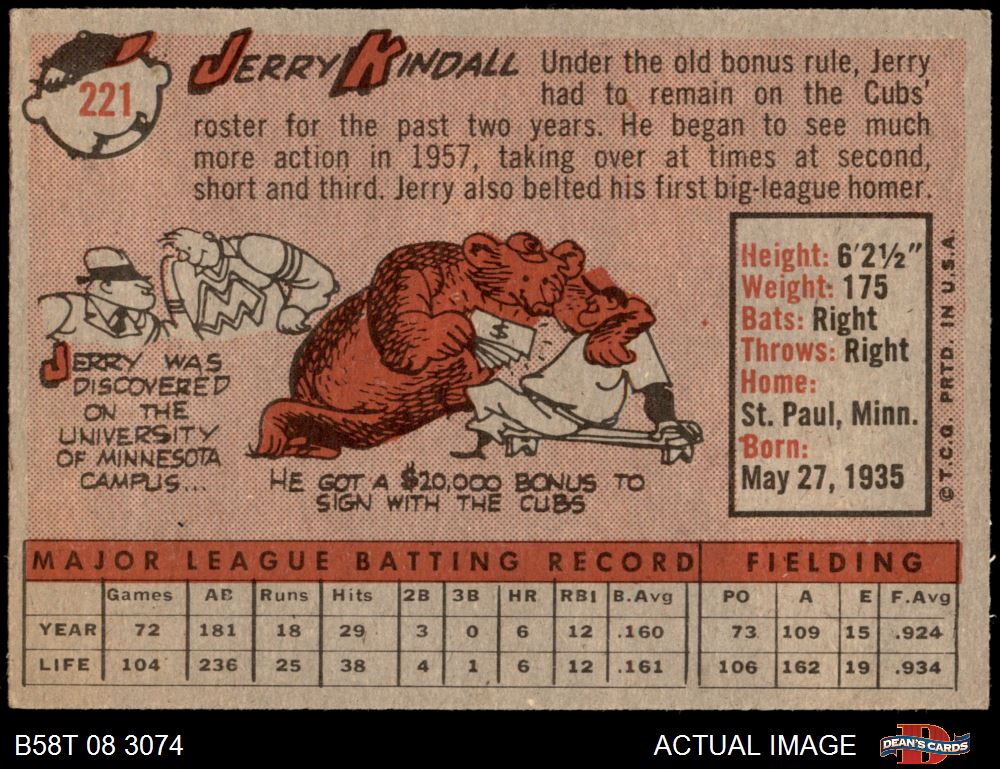 221
JERRY KINDALL
Under the old bonus rule, Jerry
had to remain on the Cubs'
roster for the past two years. He began to see much
more action in 1957, taking over at times at second,
short and third. Jerry also belted his first big-league homer.
JERRY WAS
DISCOVERED
ON THE
UNIVERSITY
OF MINNESOTA
CAMPUS...
M
$
HE GOT A $20,000 BONUS TO
SIGN WITH THE CUBS
Height: 6'2½"
Weight: 175
Bats: Right
Throws: Right
Home:
St. Paul, Minn.
Born:
May 27, 1935
© T.C.G. PRTD. IN U.S.A.
MAJOR LEAGUE BATTING RECORD FIELDING
Games AB Runs Hits 2B 3B HR RBI B.Avg PO A E F.Avg
YEAR 72 181 18 29 3 0 6 12 .160 73 109 15 .924
LIFE 104 236 25 38 4 1 6 12 .161 106 162 19 .934
B58T 08 3074
ACTUAL IMAGE
D
DEAN'S CARDS